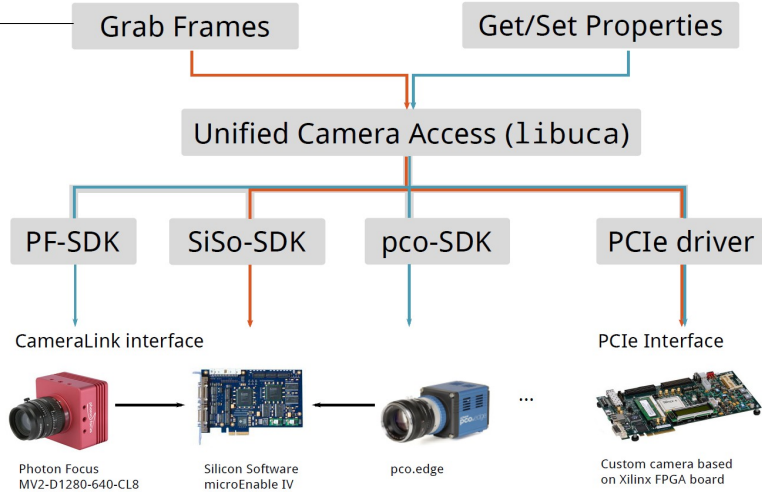 Grab Frames
Get/Set Properties
Unified Camera Access (libuca)
PF-SDK
SiSo-SDK
pco-SDK
PCIe driver
CameraLink interface
PCIe Interface
pco.
...
Photon Focus
MV2-D1280-640-CL8
Silicon Software
microEnable IV
pco.edge
Custom camera based
on Xilinx FPGA board